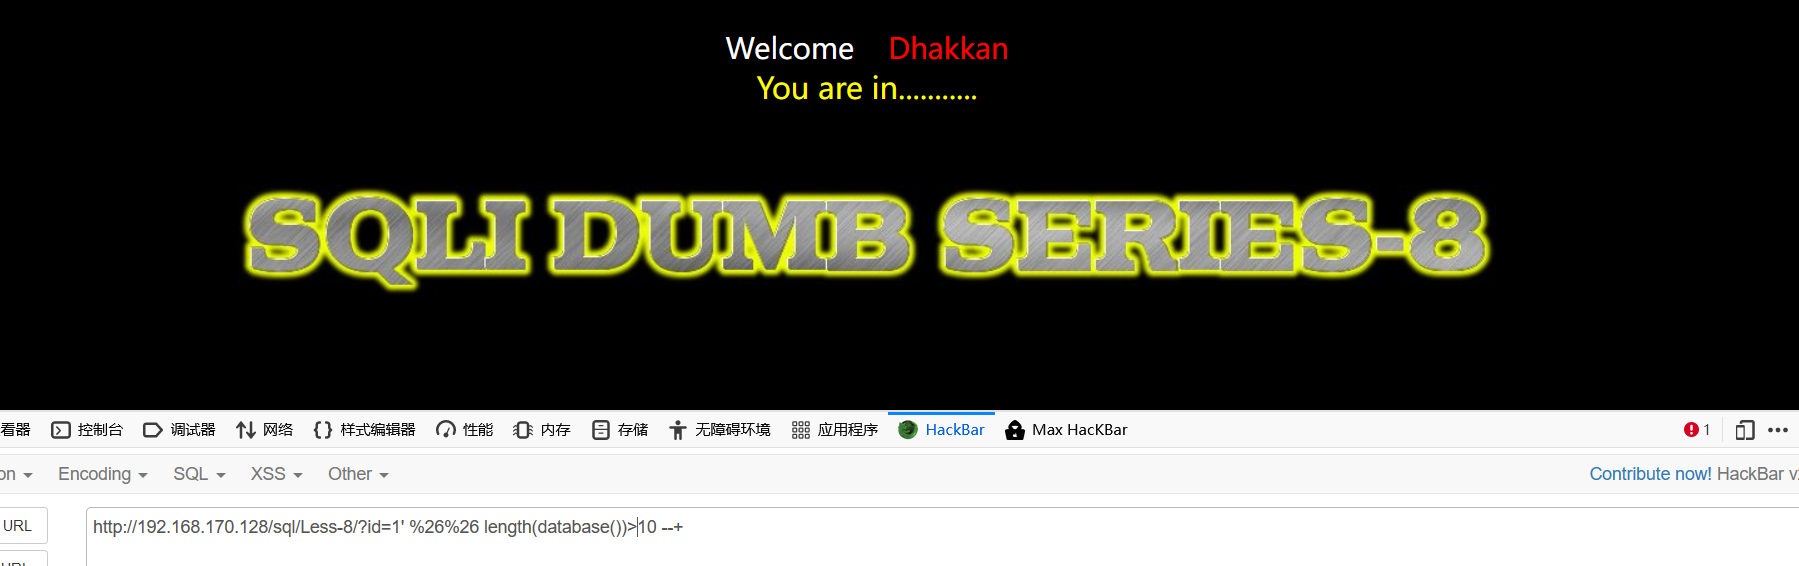 Welcome Dhakkan
You are in...........
SQLI DUMB SERIES-8
看器 控制台 调试器 网络 样式编辑器 性能 内存 存储 无障碍环境 应用程序 HackBar Max HacKBar 1
on Encoding SQL XSS Other Contribute now! HackBar v
URL http://192.168.170.128/sql/Less-8/?id=1' %26%26 length(database())>10 --+